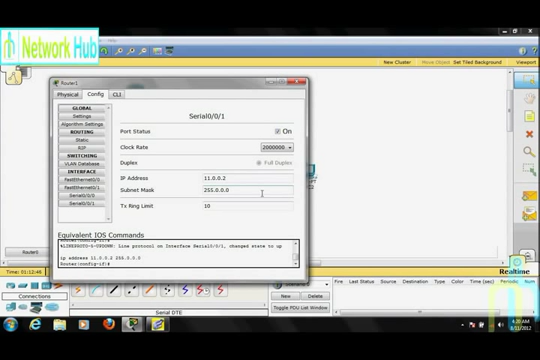 Network Hub
New Cluster
Move Object
Set Tiled Background
Viewport
Router1
Physical
Config
CLI
GLOBAL
Settings
Algorithm Settings
ROUTING
Static
RIP
SWITCHING
VLAN Database
INTERFACE
FastEthernet0/0
FastEthernet0/1
Serial0/0/0
Serial0/0/1
Serial0/0/1
Port Status
On
Clock Rate
2000000
Duplex
Full Duplex
IP Address
11.0.0.2
Subnet Mask
255.0.0.0
Tx Ring Limit
10
Equivalent IOS Commands
%LINEPROTO-5-UPDOWN: Line protocol on Interface Serial0/0/1, changed state to up
ip address 11.0.0.2 255.0.0.0
Router(config-if)#
Router0
Time: 01:12:46
Realtime
Connections
Serial DTE
Scenario 0
New
Delete
Toggle PDU List Window
Fire
Last Status
Source
Destination
Type
Color
Time (sec)
Periodic
4:20 AM
8/11/2012